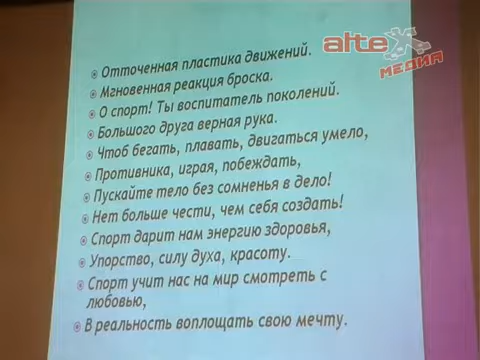 alteх
МЕДИА
Отточенная пластика движений.
Мгновенная реакция броска.
О спорт! Ты воспитатель поколений.
Большого друга верная рука.
Чтоб бегать, плавать, двигаться умело,
Противника, играя, побеждать,
Пускайте тело без сомненья в дело!
Нет больше чести, чем себя создать!
Спорт дарит нам энергию здоровья,
Упорство, силу духа, красоту.
Спорт учит нас на мир смотреть с
любовью,
В реальность воплощать свою мечту.